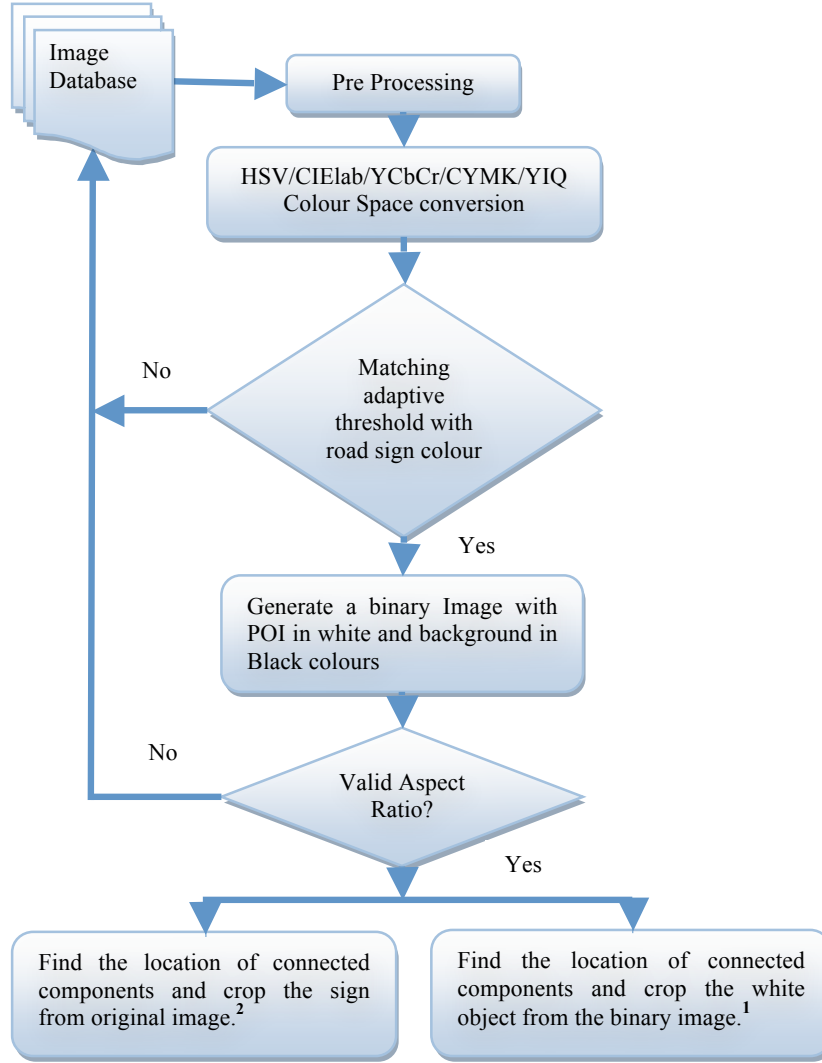 Image
Database
Pre Processing
HSV/CIElab/YCbCr/CYMK/YIQ
Colour Space conversion
Matching
adaptive
threshold with
road sign colour
No
Yes
Generate a binary Image with
POI in white and background in
Black colours
No
Valid Aspect
Ratio?
Yes
Find the location of connected
components and crop the sign
from original image.2
Find the location of connected
components and crop the white
object from the binary image.1